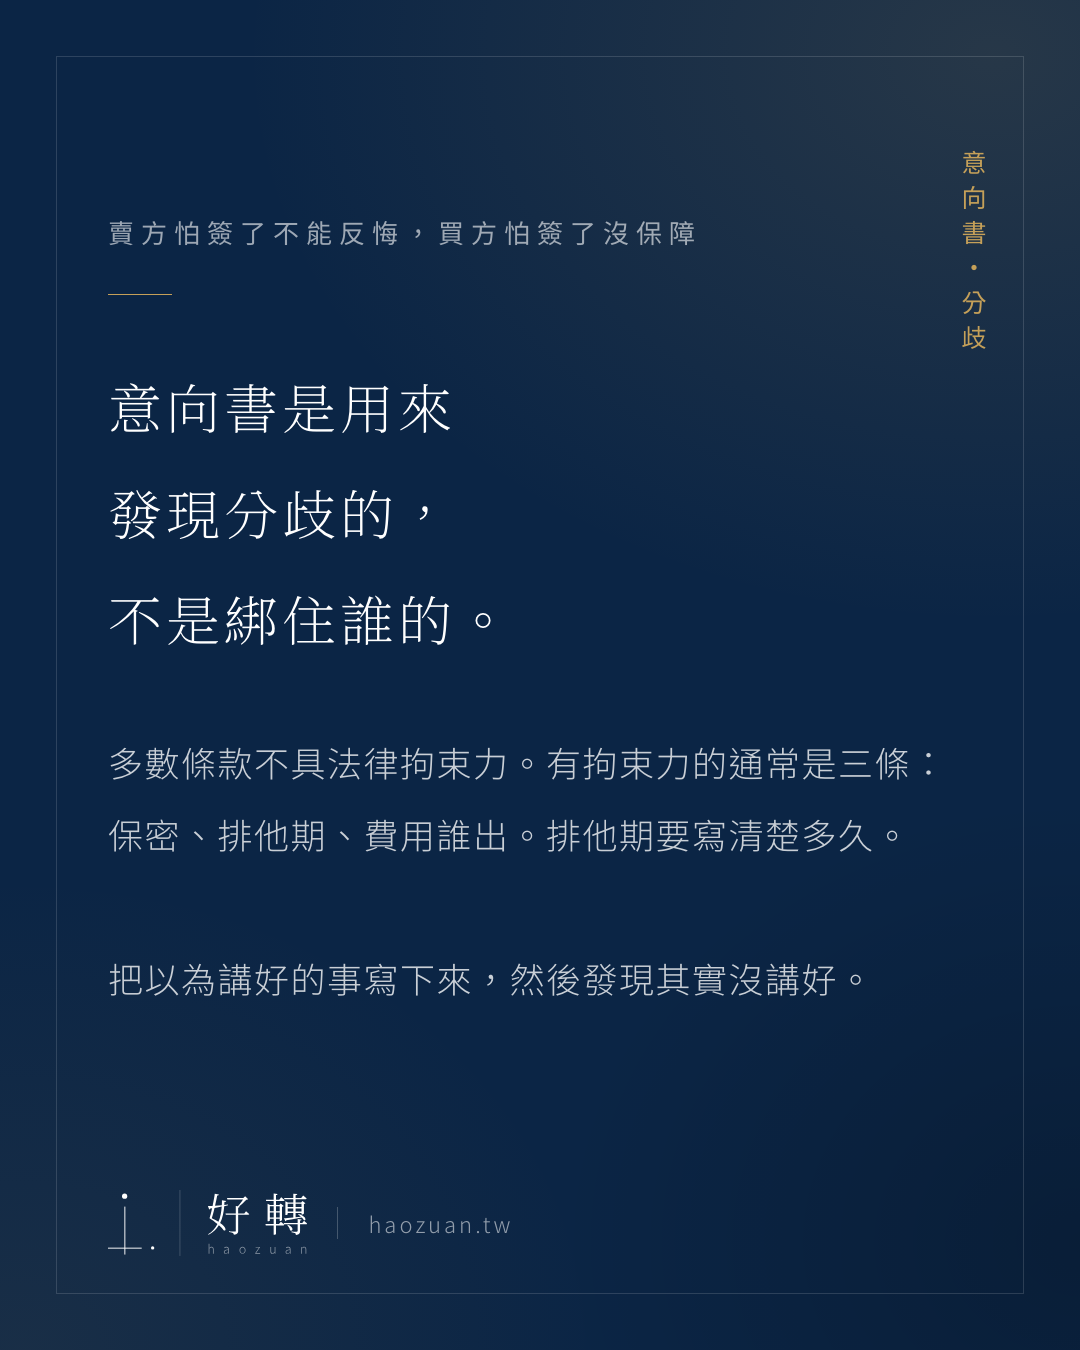 意向書・分歧
賣方怕簽了不能反悔，買方怕簽了沒保障
意向書是用來
發現分歧的，
不是綁住誰的。
多數條款不具法律拘束力。有拘束力的通常是三條：
保密、排他期、費用誰出。排他期要寫清楚多久。
把以為講好的事寫下來，然後發現其實沒講好。
好轉
haozuan
haozuan.tw